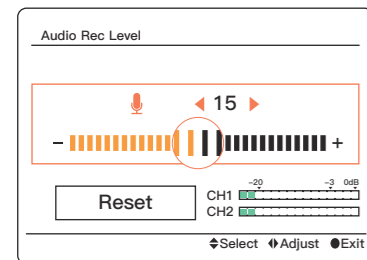 Audio Rec Level
15
– +
Reset
-20 -3 0dB
CH1
CH2
Select Adjust Exit